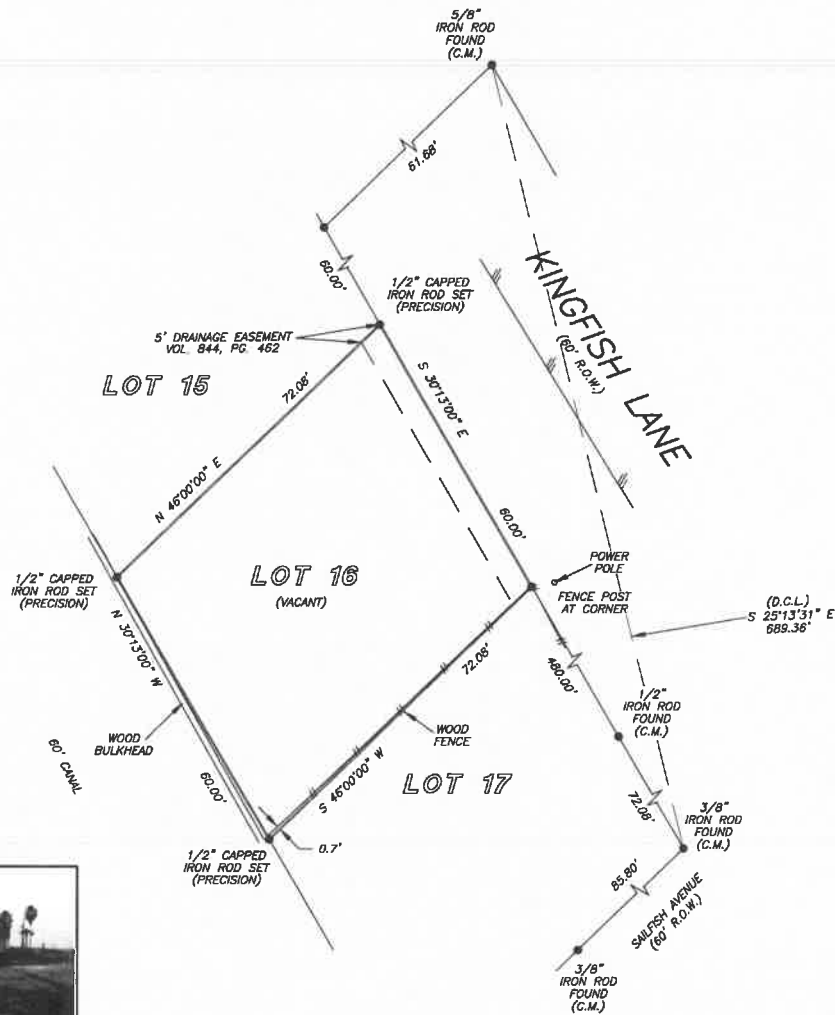 5/8"
IRON ROD
FOUND
(C.M.)
61.68'
60.00'
1/2" CAPPED
IRON ROD SET
(PRECISION)
5' DRAINAGE EASEMENT
VOL. 844, PG. 462
KINGFISH LANE
(60' R.O.W.)
LOT 15
72.08'
N 46°00'00" E
S 30°13'00" E
60.00'
1/2" CAPPED
IRON ROD SET
(PRECISION)
LOT 16
(VACANT)
POWER
POLE
FENCE POST
AT CORNER
(D.C.L.)
S 25°13'31" E
689.36'
N 30°13'00" W
60.00'
WOOD
BULKHEAD
60' CANAL
72.08'
S 46°00'00" W
WOOD
FENCE
480.00'
1/2"
IRON ROD
FOUND
(C.M.)
LOT 17
72.08'
0.7'
1/2" CAPPED
IRON ROD SET
(PRECISION)
3/8"
IRON ROD
FOUND
(C.M.)
85.80'
SAILFISH AVENUE
(60' R.O.W.)
3/8"
IRON ROD
FOUND
(C.M.)